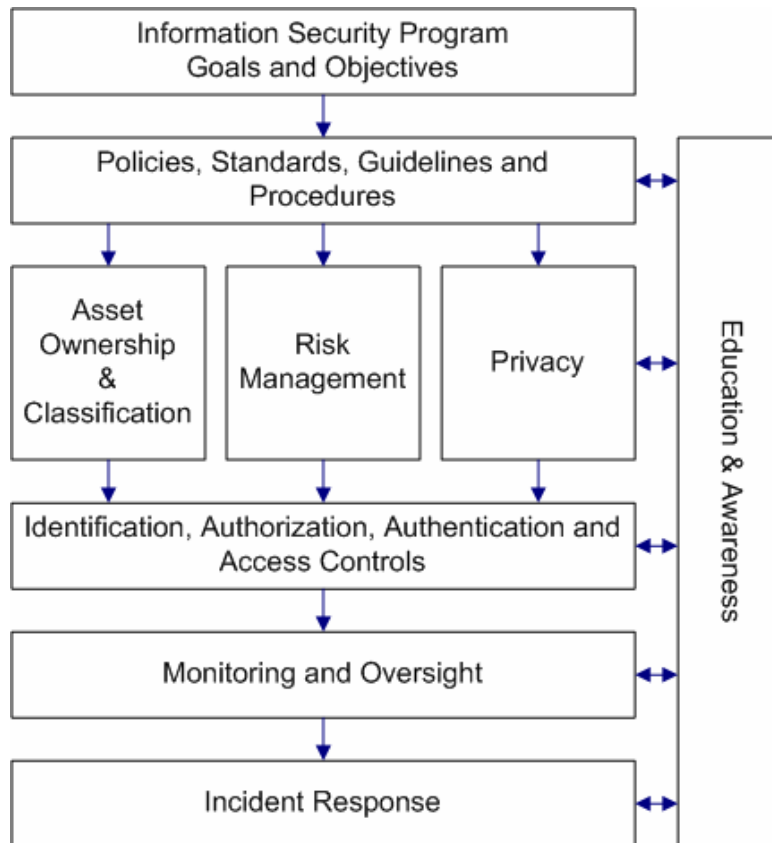 Information Security Program
Goals and Objectives
Policies, Standards, Guidelines and
Procedures
Asset
Ownership
&
Classification
Risk
Management
Privacy
Identification, Authorization, Authentication and
Access Controls
Monitoring and Oversight
Incident Response
Education & Awareness